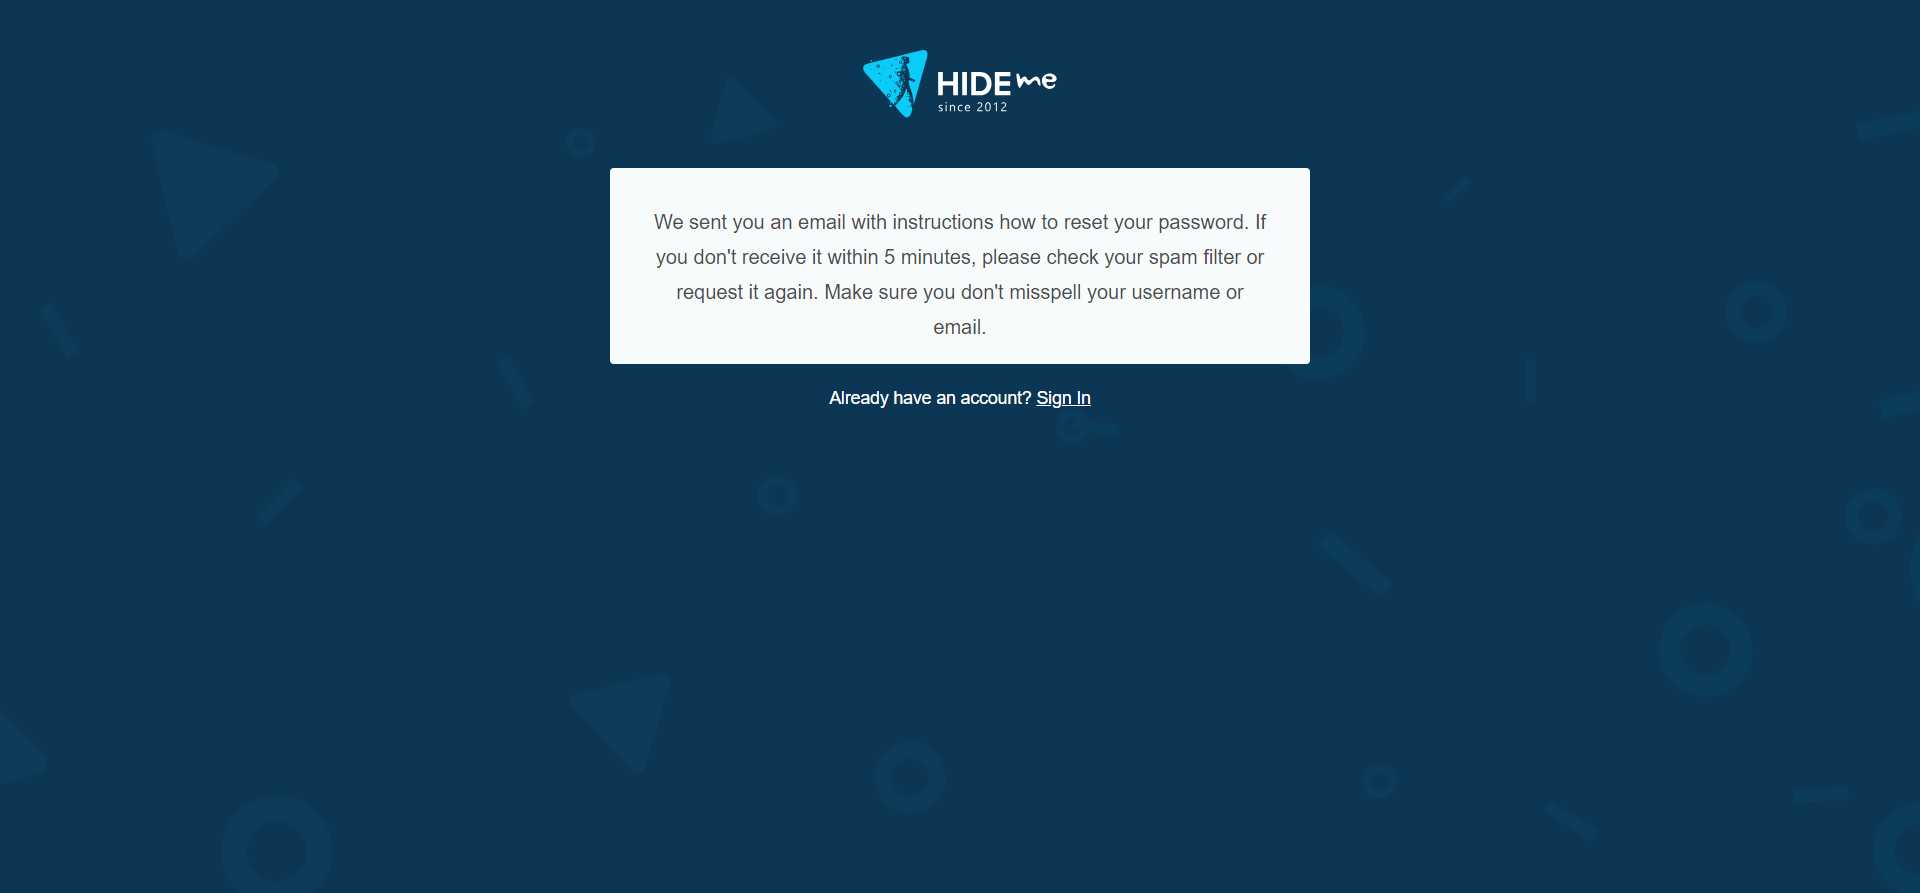 HIDE me
since 2012
We sent you an email with instructions how to reset your password. If
you don't receive it within 5 minutes, please check your spam filter or
request it again. Make sure you don't misspell your username or
email.
Already have an account? Sign In